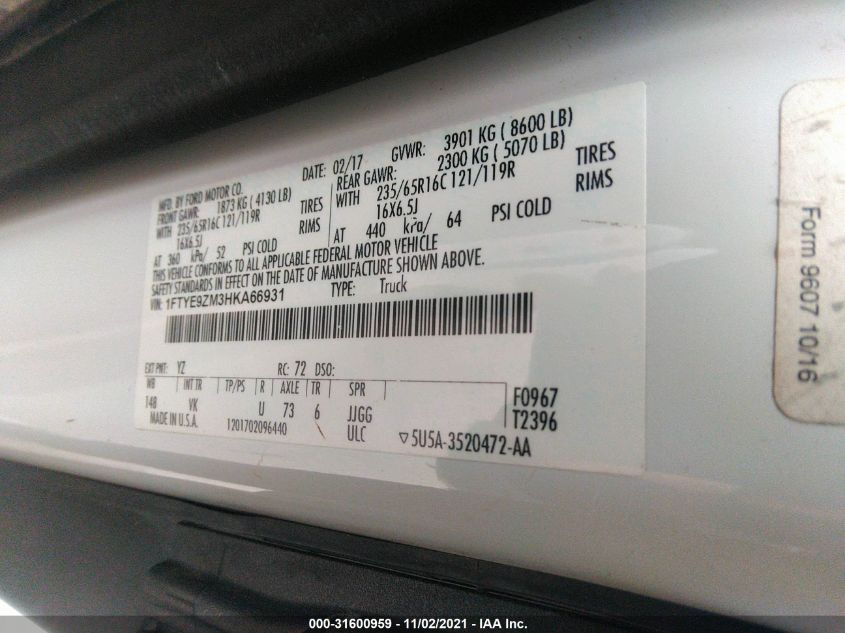 MFD. BY FORD MOTOR CO.
DATE: 02/17 GVWR: 3901 KG ( 8600 LB)
FRONT GAWR: 1873 KG ( 4130 LB) REAR GAWR: 2300 KG ( 5070 LB)
WITH 235/65R16C 121/119R TIRES WITH 235/65R16C 121/119R TIRES
16X6.5J RIMS 16X6.5J RIMS
AT 360 kPa/ 52 PSI COLD AT 440 kPa/ 64 PSI COLD
THIS VEHICLE CONFORMS TO ALL APPLICABLE FEDERAL MOTOR VEHICLE
SAFETY STANDARDS IN EFFECT ON THE DATE OF MANUFACTURE SHOWN ABOVE.
VIN: 1FTYE9ZM3HKA66931 TYPE: Truck
EXT PNT: YZ RC: 72 DSO:
WB INT TR TP/PS R AXLE TR SPR
148 VK U 73 6 JJGG F0967
MADE IN U.S.A. 1201702096440 ULC T2396
5U5A-3520472-AA
Form 9607 10/16
000-31600959 - 11/02/2021 - IAA Inc.